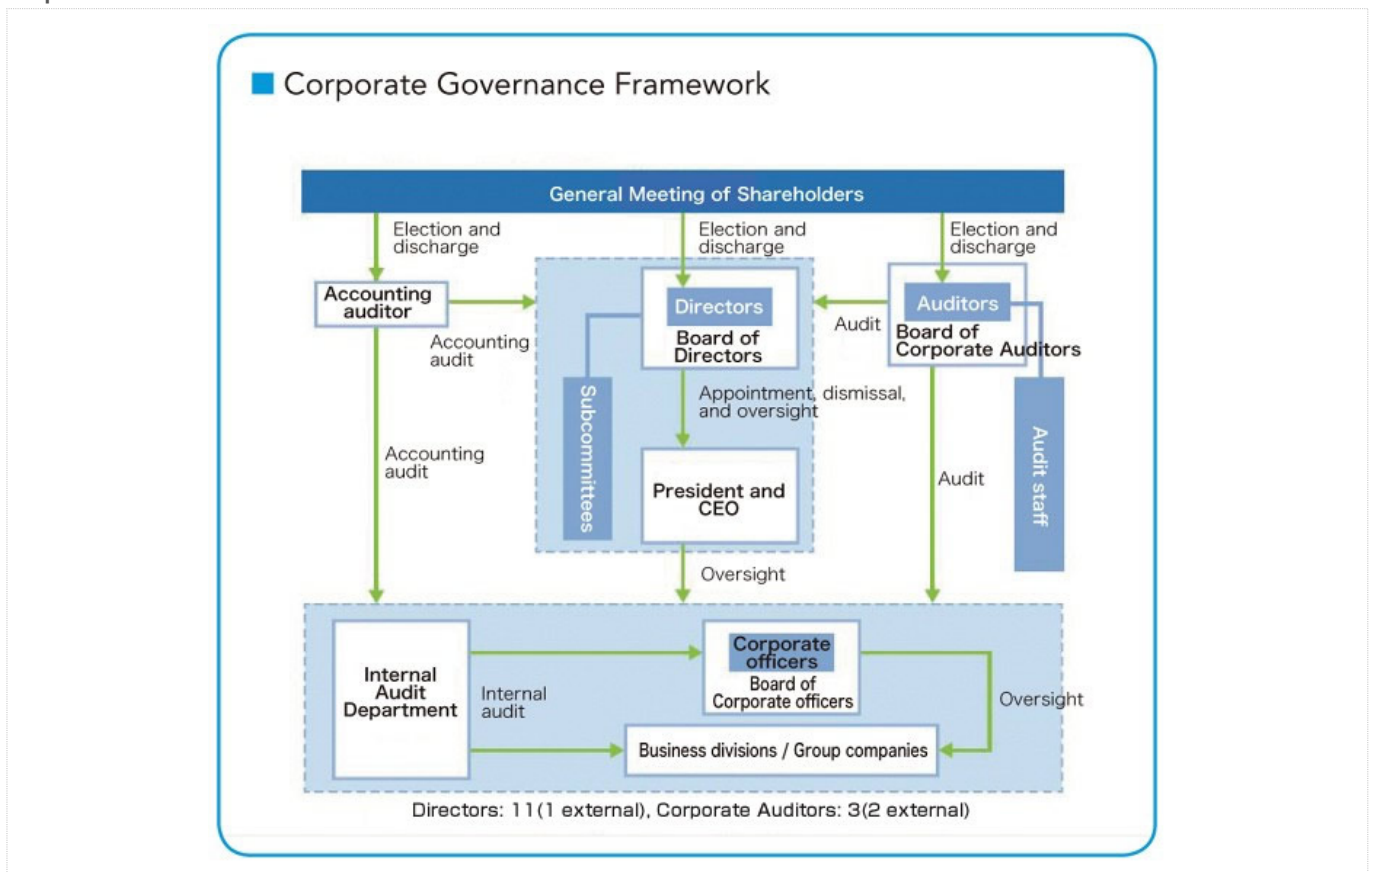 Corporate Governance Framework
General Meeting of Shareholders
Election and
discharge
Election and
discharge
Election and
discharge
Accounting
auditor
Accounting
audit
Directors
Board of
Directors
Audit
Auditors
Board of
Corporate Auditors
Subcommittees
Appointment, dismissal,
and oversight
Accounting
audit
President and
CEO
Audit
Audit staff
Oversight
Internal
Audit
Department
Internal
audit
Corporate
officers
Board of
Corporate officers
Oversight
Business divisions / Group companies
Directors: 11(1 external), Corporate Auditors: 3(2 external)